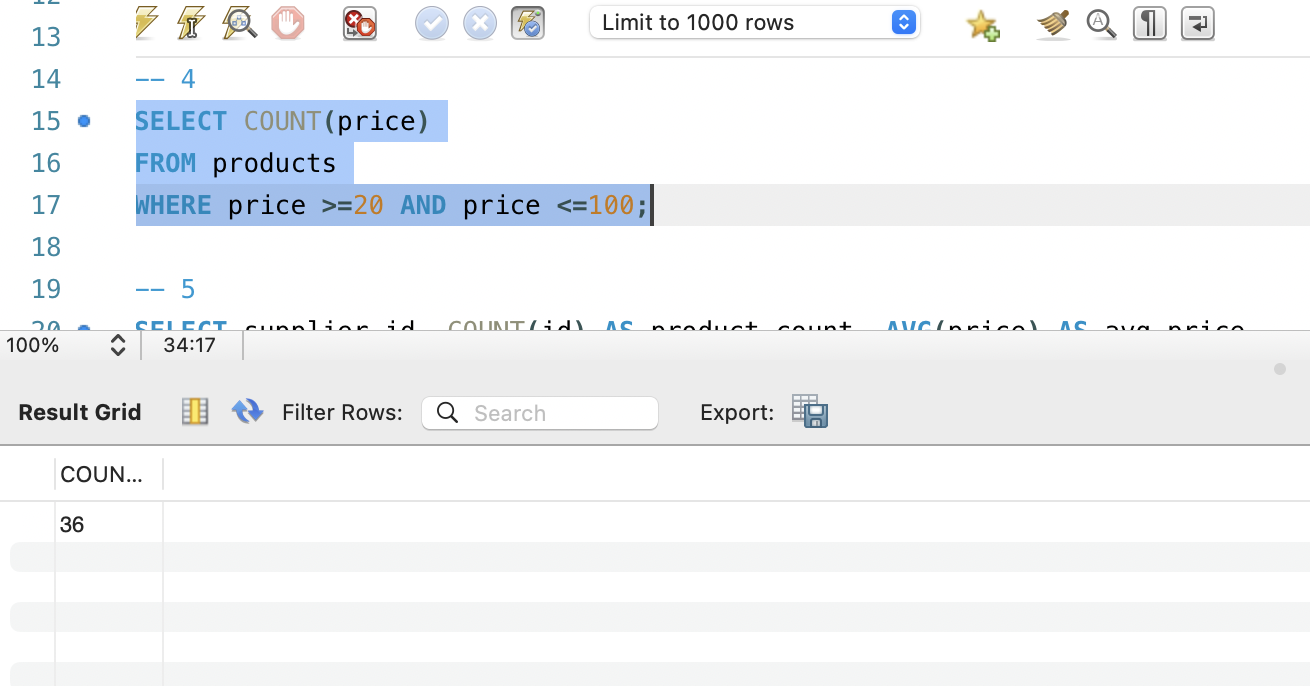 Limit to 1000 rows
13
14 -- 4
15 SELECT COUNT(price)
16 FROM products
17 WHERE price >=20 AND price <=100;
18
19 -- 5
20 SELECT supplier_id, COUNT(id) AS product_count, AVG(price) AS avg_price
100% 34:17
Result Grid Filter Rows: Search Export:
COUN...
36